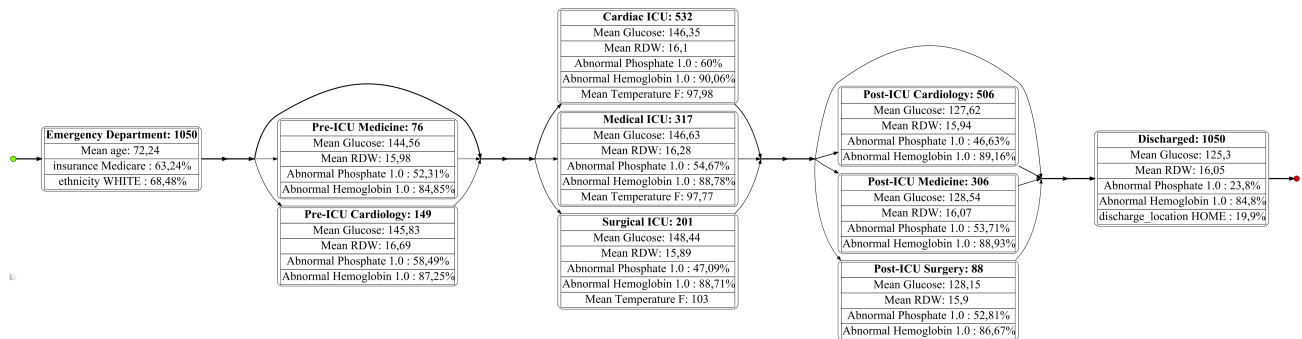 Emergency Department: 1050
Mean age: 72,24
insurance Medicare : 63,24%
ethnicity WHITE : 68,48%
Pre-ICU Medicine: 76
Mean Glucose: 144,56
Mean RDW: 15,98
Abnormal Phosphate 1.0 : 52,31%
Abnormal Hemoglobin 1.0 : 84,85%
Pre-ICU Cardiology: 149
Mean Glucose: 145,83
Mean RDW: 16,69
Abnormal Phosphate 1.0 : 58,49%
Abnormal Hemoglobin 1.0 : 87,25%
Cardiac ICU: 532
Mean Glucose: 146,35
Mean RDW: 16,1
Abnormal Phosphate 1.0 : 60%
Abnormal Hemoglobin 1.0 : 90,06%
Mean Temperature F: 97,98
Medical ICU: 317
Mean Glucose: 146,63
Mean RDW: 16,28
Abnormal Phosphate 1.0 : 54,67%
Abnormal Hemoglobin 1.0 : 88,78%
Mean Temperature F: 97,77
Surgical ICU: 201
Mean Glucose: 148,44
Mean RDW: 15,89
Abnormal Phosphate 1.0 : 47,09%
Abnormal Hemoglobin 1.0 : 88,71%
Mean Temperature F: 103
Post-ICU Cardiology: 506
Mean Glucose: 127,62
Mean RDW: 15,94
Abnormal Phosphate 1.0 : 46,63%
Abnormal Hemoglobin 1.0 : 89,16%
Post-ICU Medicine: 306
Mean Glucose: 128,54
Mean RDW: 16,07
Abnormal Phosphate 1.0 : 53,71%
Abnormal Hemoglobin 1.0 : 88,93%
Post-ICU Surgery: 88
Mean Glucose: 128,15
Mean RDW: 15,9
Abnormal Phosphate 1.0 : 52,81%
Abnormal Hemoglobin 1.0 : 86,67%
Discharged: 1050
Mean Glucose: 125,3
Mean RDW: 16,05
Abnormal Phosphate 1.0 : 23,8%
Abnormal Hemoglobin 1.0 : 84,8%
discharge_location HOME : 19,9%